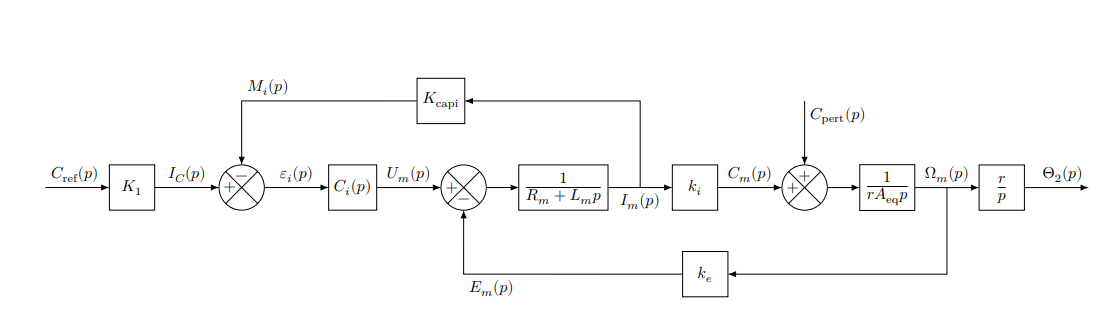 M_i(p)
K_capi
C_pert(p)
C_ref(p)
K_1
I_C(p)
−
+
ε_i(p)
C_i(p)
U_m(p)
+
−
1
R_m + L_m p
I_m(p)
k_i
C_m(p)
+
+
1
rA_eq p
Ω_m(p)
r
p
Θ_2(p)
k_e
E_m(p)